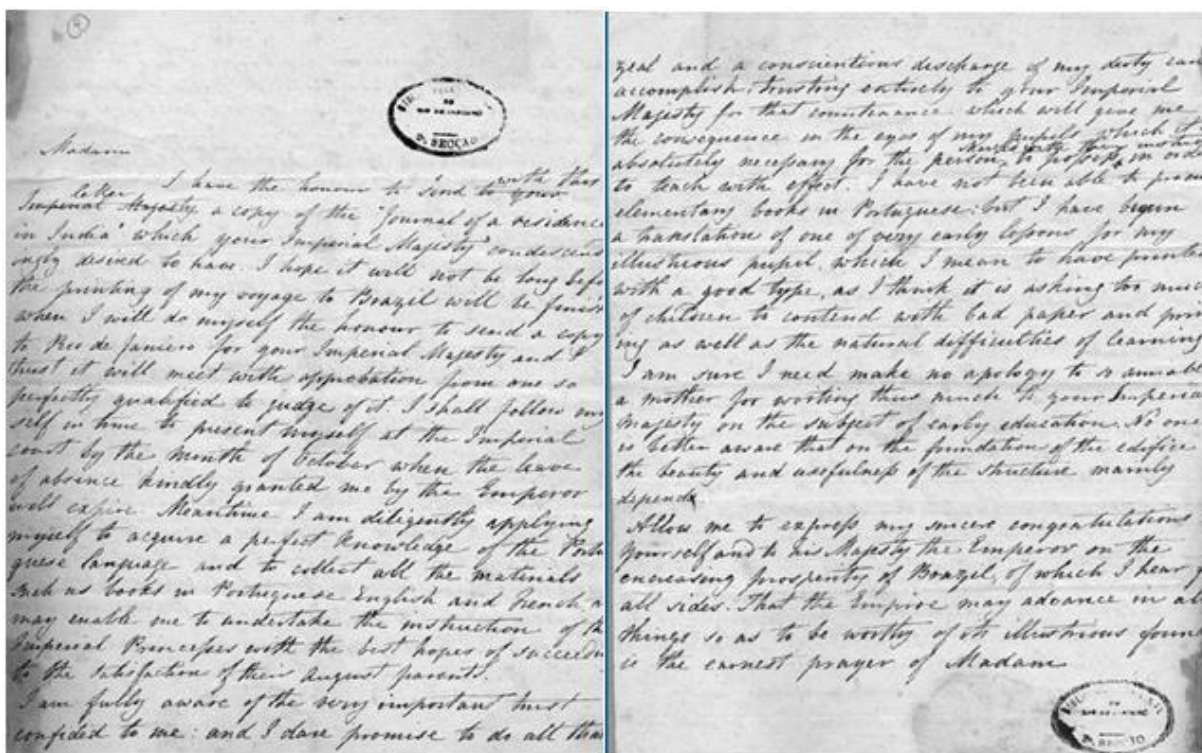 Madam
I have the honour to send with this
letter to your
Imperial Majesty a copy of the "Journal of a residence
in India" which your Imperial Majesty condescend
ingly desired to have. I hope it will not be long befo
the printing of my voyage to Brazil will be finish
when I will do myself the honour to send a copy
to Rio de Janiero for your Imperial Majesty and I
trust it will meet with approbation from one so
perfectly qualified to judge of it. I shall follow my
self in time to present myself at the Imperial
court by the month of October when the leave
of absence kindly granted me by the Emperor
will expire. Meantime I am diligently applying
myself to acquire a perfect knowledge of the Portu
guese language and to collect all the materials
such as books in Portuguese English and French, a
may enable me to undertake the instruction of th
Imperial Princesses with the best hopes of succession
to the satisfaction of their august parents.
I am fully aware of the very important trust
confided to me: and I dare promise to do all that
zeal and a conscientious discharge of my duty can
accomplish: trusting entirely to your Imperial
Majesty for that countenance which will give me
the consequence in the eyes of my pupils which it
absolutely necessary for the person to possess in ord
to teach with effect. I have not been able to
elementary books in Portuguese: but I have begun
a translation of one of very early lessons for my
illustrious pupil, which I mean to have printed
with a good type, as I think it is asking too much
of children to contend with bad paper and print
ing as well as the natural difficulties of learning
I am sure I need make no apology to so amiabl
a mother for writing thus much to your Imperial
Majesty on the subject of early education. No one
is better aware that on the foundation of the edifice
the beauty and usefulness of the structure mainly
depend
Allow me to express my sincere congratulations
yourself and to his Majesty the Emperor on the
encreasing prosperity of Brazil, of which I hear
all sides. That the Empire may advance in al
things so as to be worthy of its illustrious foun
is the earnest prayer of Madam